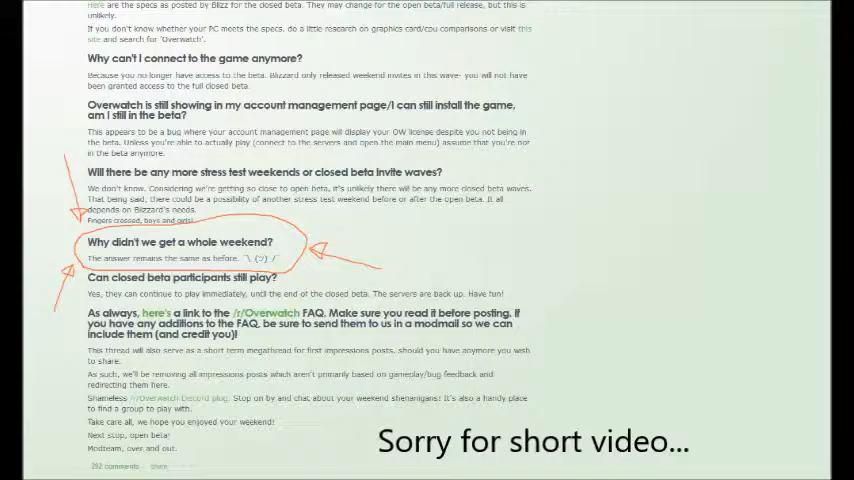 Here are the specs as posted by Blizz for the closed beta. They may change for the open beta/full release, but this is
unlikely.
If you don't know whether your PC meets the specs, do a little research on graphics card/cpu comparisons or visit this
site and search for 'Overwatch'.
Why can't I connect to the game anymore?
Because you no longer have access to the beta. Blizzard only released weekend invites in this wave- you will not have
been granted access to the full closed beta.
Overwatch is still showing in my account management page/I can still install the game,
am I still in the beta?
This appears to be a bug where your account management page will display your OW license despite you not being in
the beta. Unless you're able to actually play (connect to the servers and open the main menu) assume that you're not
in the beta anymore.
Will there be any more stress test weekends or closed beta invite waves?
We don't know. Considering we're getting so close to open beta, it's unlikely there will be any more closed beta waves.
That being said, there could be a possibility of another stress test weekend before or after the open beta. It all
depends on Blizzard's needs.
Fingers crossed, boys and girls!
Why didn't we get a whole weekend?
The answer remains the same as before. ¯\_(ツ)_/¯
Can closed beta participants still play?
Yes, they can continue to play immediately, until the end of the closed beta. The servers are back up. Have fun!
As always, here's a link to the /r/Overwatch FAQ. Make sure you read it before posting. If
you have any additions to the FAQ, be sure to send them to us in a modmail so we can
include them (and credit you)!
This thread will also serve as a short term megathread for first impressions posts, should you have anymore you wish
to share.
As such, we'll be removing all impressions posts which aren't primarily based on gameplay/bug feedback and
redirecting them here.
Shameless /r/Overwatch Discord plug. Stop on by and chat about your weekend shenanigans! It's also a handy place
to find a group to play with.
Take care all, we hope you enjoyed your weekend!
Next stop, open beta!
Modteam, over and out.
292 comments share
Sorry for short video...